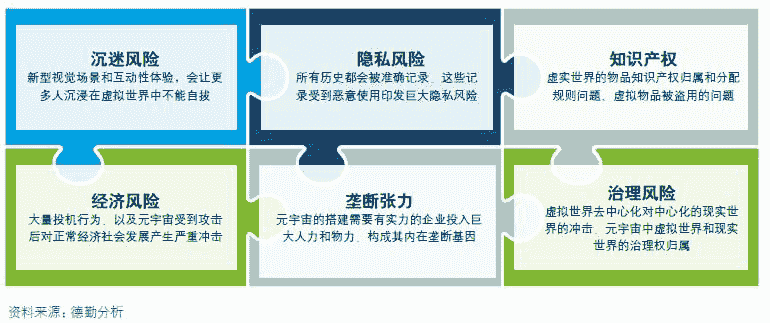 沉迷风险
新型视觉场景和互动性体验，会让更
多人沉浸在虚拟世界中不能自拔
隐私风险
所有历史都会被准确记录、这些记
录受到恶意使用印发巨大隐私风险
知识产权
虚实世界的物品知识产权归属和分配
规则问题、虚拟物品被盗用的问题
经济风险
大量投机行为、以及元宇宙受到攻击
后对正常经济社会发展产生严重冲击
垄断张力
元宇宙的搭建需要有实力的企业投入巨
大人力和物力、构成其内在垄断基因
治理风险
虚拟世界去中心化对中心化的现实世
界的冲击、元宇宙中虚拟世界和现实
世界的治理权归属
资料来源：德勤分析